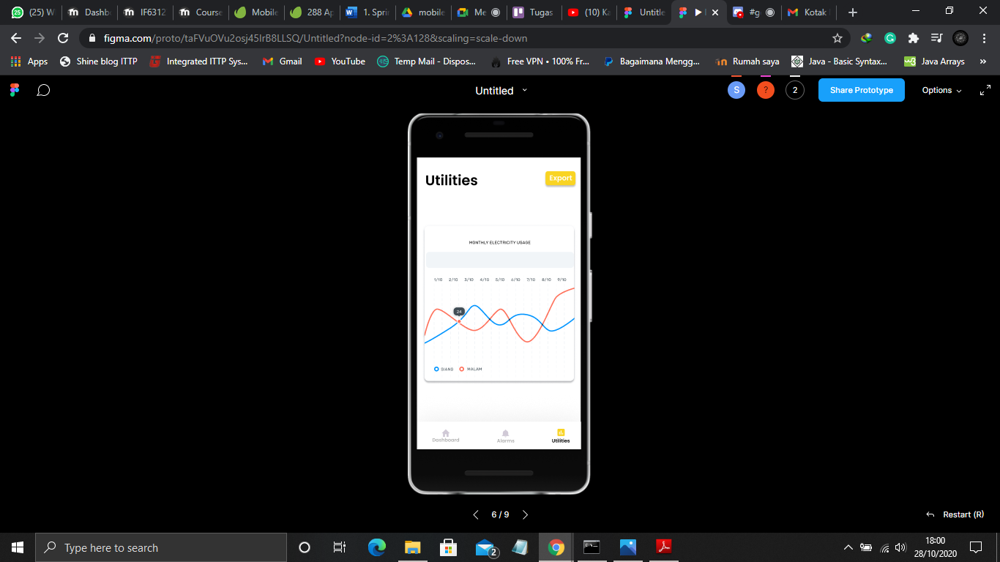 (25) W
Dashb
IF6312
Course
Mobile
288 Ap
1. Sprin
mobile
Me
Tugas
(10) Ka
Untitle
#g
Kotak
figma.com/proto/taFVuOVu2osj45IrB8LLSQ/Untitled?node-id=2%3A128&scaling=scale-down
Apps
Shine blog ITTP
Integrated ITTP Sys...
Gmail
YouTube
Temp Mail - Dispos...
Free VPN • 100% Fr...
Bagaimana Mengg...
Rumah saya
Java - Basic Syntax...
Java Arrays
»
Untitled
S
?
2
Share Prototype
Options
Utilities
Export
MONTHLY ELECTRICITY USAGE
1/10 2/10 3/10 4/10 5/10 6/10 7/10 8/10 9/10
24
SIANG MALAM
Dashboard Alarms Utilities
6 / 9
Restart (R)
Type here to search
2
18:00
28/10/2020